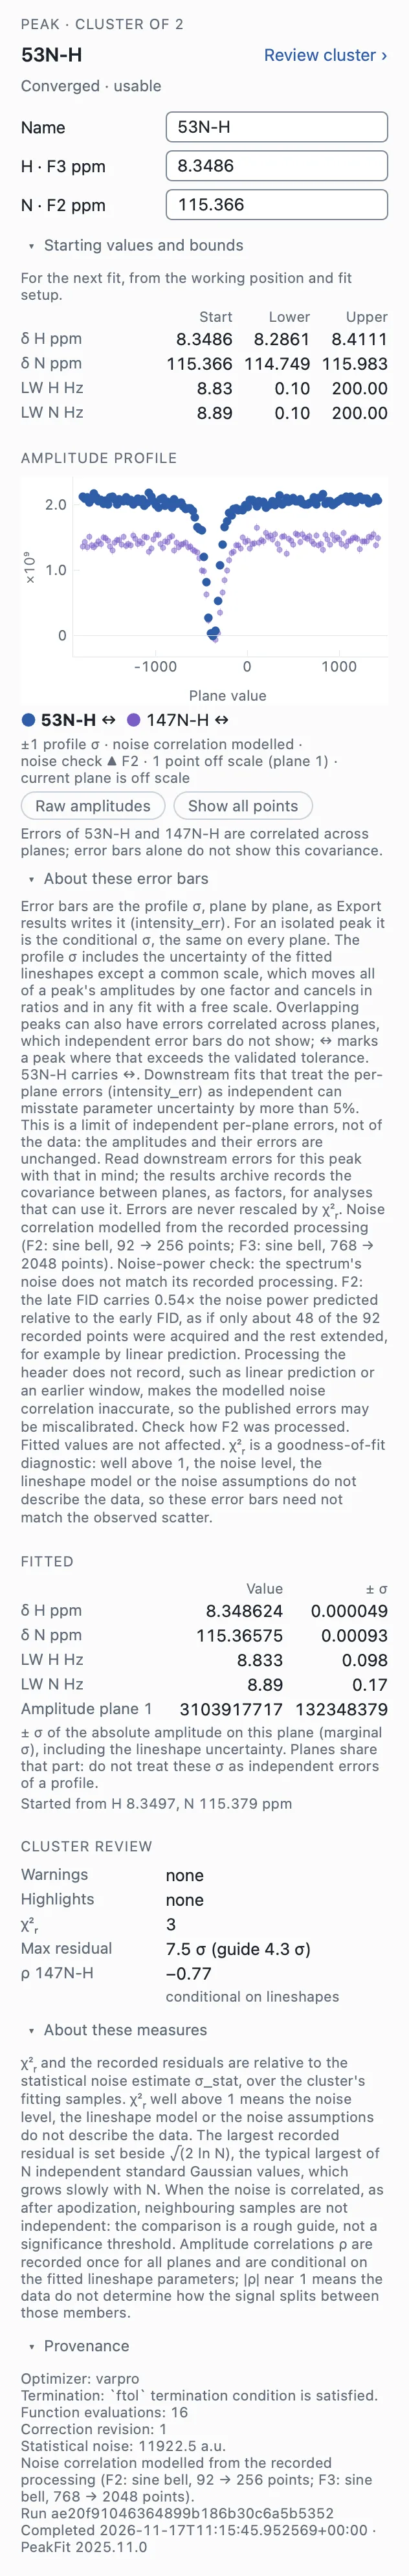 PEAK · CLUSTER OF 2
53N-H
Review cluster ›
Converged · usable
Name 53N-H
H · F3 ppm 8.3486
N · F2 ppm 115.366
▾ Starting values and bounds
For the next fit, from the working position and fit
setup.
Start Lower Upper
δ H ppm 8.3486 8.2861 8.4111
δ N ppm 115.366 114.749 115.983
LW H Hz 8.83 0.10 200.00
LW N Hz 8.89 0.10 200.00
AMPLITUDE PROFILE
×10⁹
2.0
1.0
0
-1000 0 1000
Plane value
53N-H ↔ 147N-H ↔
±1 profile σ · noise correlation modelled ·
noise check ▲ F2 · 1 point off scale (plane 1) ·
current plane is off scale
Raw amplitudes Show all points
Errors of 53N-H and 147N-H are correlated across
planes; error bars alone do not show this covariance.
▾ About these error bars
Error bars are the profile σ, plane by plane, as Export
results writes it (intensity_err). For an isolated peak it
is the conditional σ, the same on every plane. The
profile σ includes the uncertainty of the fitted
lineshapes except a common scale, which moves all
of a peak's amplitudes by one factor and cancels in
ratios and in any fit with a free scale. Overlapping
peaks can also have errors correlated across planes,
which independent error bars do not show; ↔ marks
a peak where that exceeds the validated tolerance.
53N-H carries ↔. Downstream fits that treat the per-
plane errors (intensity_err) as independent can
misstate parameter uncertainty by more than 5%.
This is a limit of independent per-plane errors, not of
the data: the amplitudes and their errors are
unchanged. Read downstream errors for this peak
with that in mind; the results archive records the
covariance between planes, as factors, for analyses
that can use it. Errors are never rescaled by χ²ᵣ. Noise
correlation modelled from the recorded processing
(F2: sine bell, 92 → 256 points; F3: sine bell, 768 →
2048 points). Noise-power check: the spectrum's
noise does not match its recorded processing. F2:
the late FID carries 0.54× the noise power predicted
relative to the early FID, as if only about 48 of the 92
recorded points were acquired and the rest extended,
for example by linear prediction. Processing the
header does not record, such as linear prediction or
an earlier window, makes the modelled noise
correlation inaccurate, so the published errors may
be miscalibrated. Check how F2 was processed.
Fitted values are not affected. χ²ᵣ is a goodness-of-fit
diagnostic: well above 1, the noise level, the
lineshape model or the noise assumptions do not
describe the data, so these error bars need not
match the observed scatter.
FITTED
Value ± σ
δ H ppm 8.348624 0.000049
δ N ppm 115.36575 0.00093
LW H Hz 8.833 0.098
LW N Hz 8.89 0.17
Amplitude plane 1 3103917717 132348379
± σ of the absolute amplitude on this plane (marginal
σ), including the lineshape uncertainty. Planes share
that part: do not treat these σ as independent errors
of a profile.
Started from H 8.3497, N 115.379 ppm
CLUSTER REVIEW
Warnings none
Highlights none
χ²ᵣ 3
Max residual 7.5 σ (guide 4.3 σ)
ρ 147N-H −0.77
conditional on lineshapes
▾ About these measures
χ²ᵣ and the recorded residuals are relative to the
statistical noise estimate σ_stat, over the cluster's
fitting samples. χ²ᵣ well above 1 means the noise
level, the lineshape model or the noise assumptions
do not describe the data. The largest recorded
residual is set beside √(2 ln N), the typical largest of
N independent standard Gaussian values, which
grows slowly with N. When the noise is correlated, as
after apodization, neighbouring samples are not
independent: the comparison is a rough guide, not a
significance threshold. Amplitude correlations ρ are
recorded once for all planes and are conditional on
the fitted lineshape parameters; |ρ| near 1 means the
data do not determine how the signal splits between
those members.
▾ Provenance
Optimizer: varpro
Termination: `ftol` termination condition is satisfied.
Function evaluations: 16
Correction revision: 1
Statistical noise: 11922.5 a.u.
Noise correlation modelled from the recorded
processing (F2: sine bell, 92 → 256 points; F3: sine
bell, 768 → 2048 points).
Run ae20f91046364899b186b30c6a5b5352
Completed 2026-11-17T11:15:45.952569+00:00 ·
PeakFit 2025.11.0